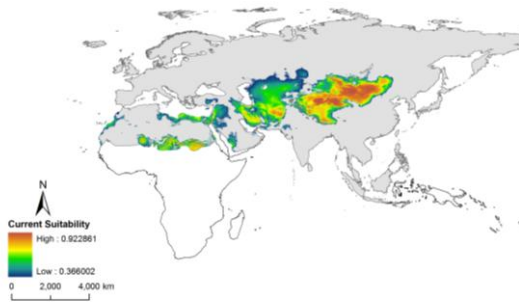 N
Current Suitability
High : 0.922861
Low : 0.366002
0 2,000 4,000 km